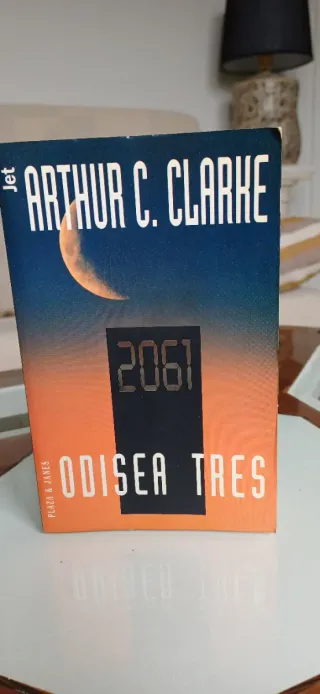 Jet
ARTHUR C. CLARKE
2061
ODISEA TRES
PLAZA & JANES